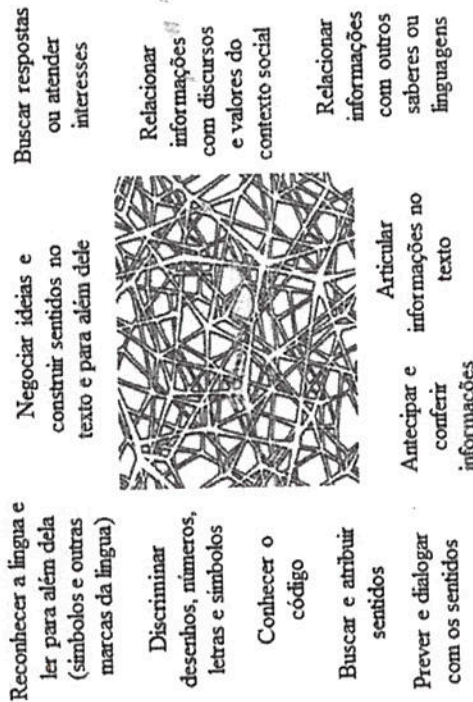 Reconhecer a língua e
ler para além dela
(símbolos e outras
marcas da língua)
Discriminar
desenhos, números,
letras e símbolos
Conhecer o
código
Buscar e atribuir
sentidos
Prever e dialogar
com os sentidos
Negociar ideias e
construir sentidos no
texto e para além dele
Antecipar e
conferir
informações
Articular
informações no
texto
Buscar respostas
ou atender
interesses
Relacionar
informações
com discursos
e valores do
contexto social
Relacionar
informações
com outros
saberes ou
linguagens